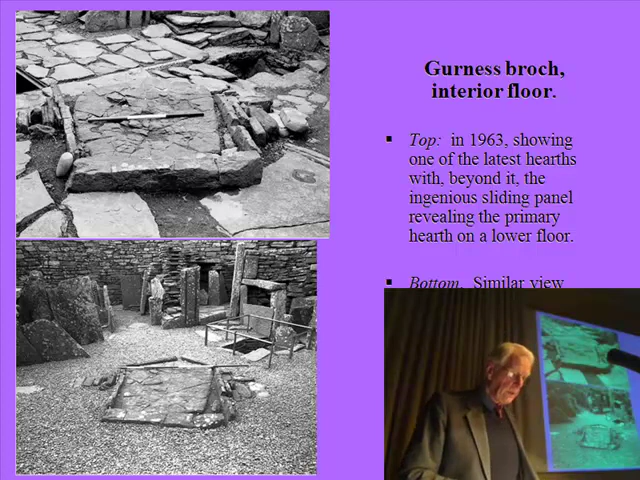 Gurness broch,
interior floor.
▪ Top: in 1963, showing
one of the latest hearths
with, beyond it, the
ingenious sliding panel
revealing the primary
hearth on a lower floor.
▪ Bottom. Similar view